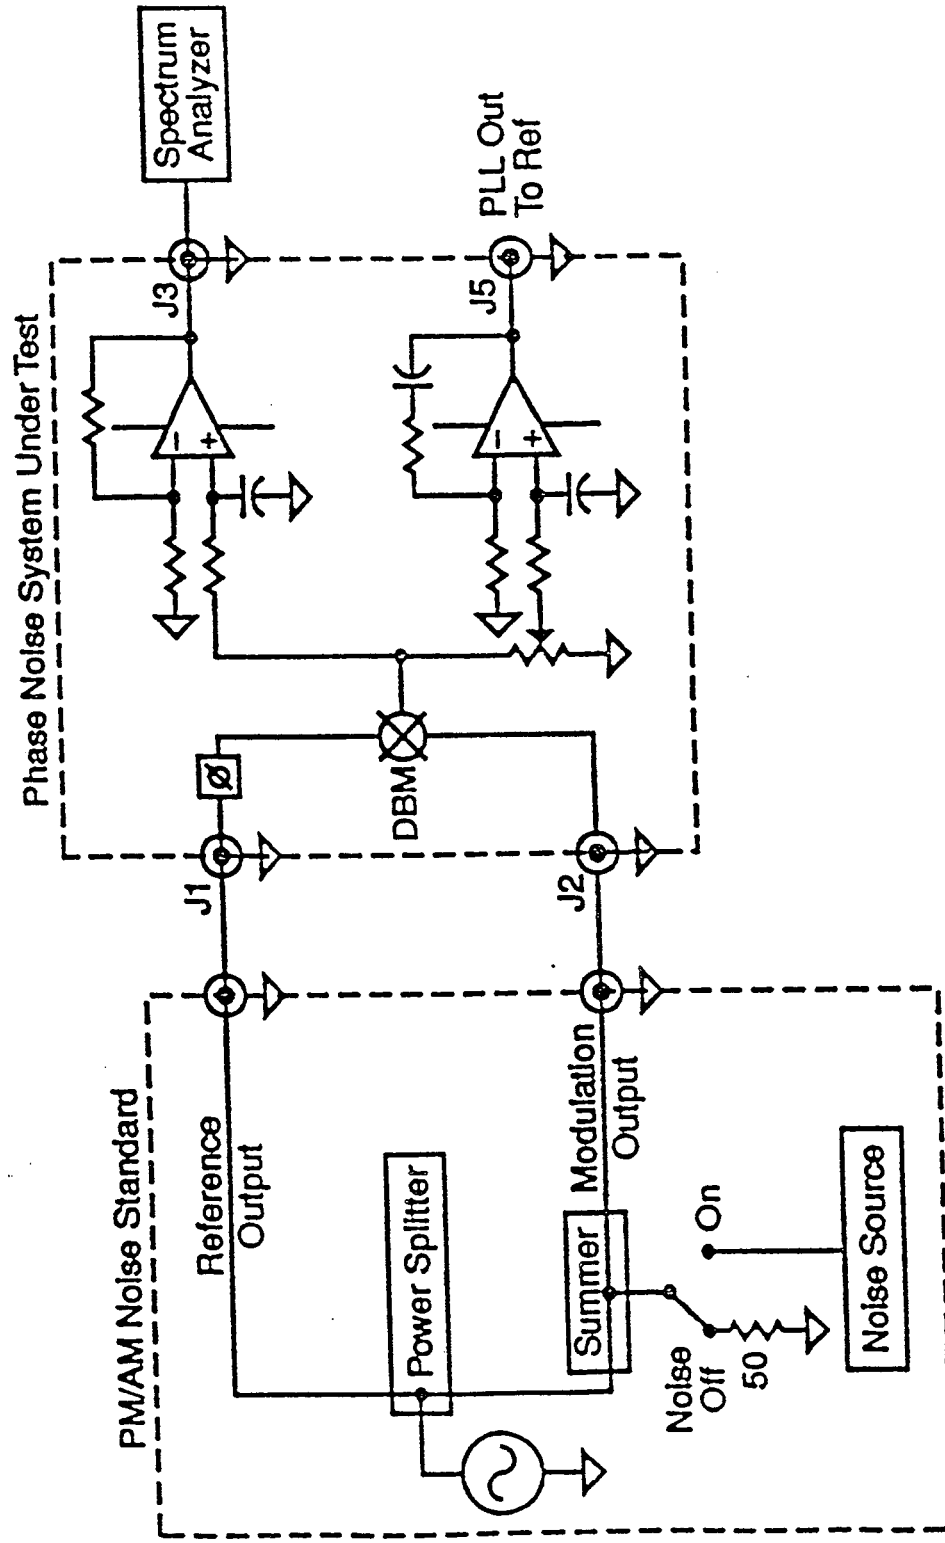 PM/AM Noise Standard
Phase Noise System Under Test
Reference
Output
J1
Ø
DBM
Power Splitter
Summer
Modulation
Output
J2
Noise
Off
50
On
Noise Source
J3
Spectrum
Analyzer
J5
PLL Out
To Ref
−
+
−
+